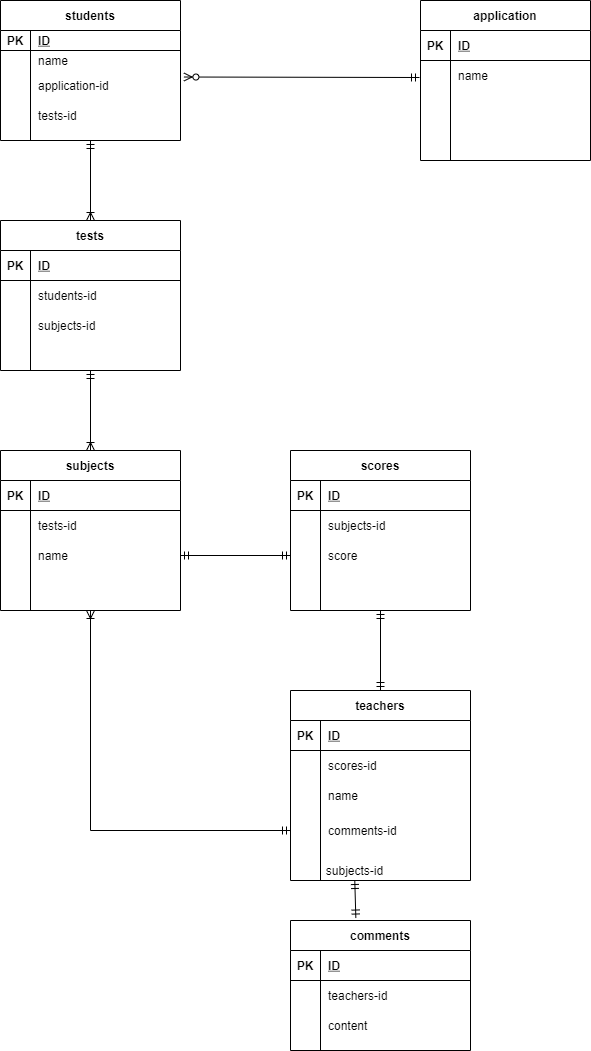 students
PK ID
name
application-id
tests-id
application
PK ID
name
tests
PK ID
students-id
subjects-id
subjects
PK ID
tests-id
name
scores
PK ID
subjects-id
score
teachers
PK ID
scores-id
name
comments-id
subjects-id
comments
PK ID
teachers-id
content